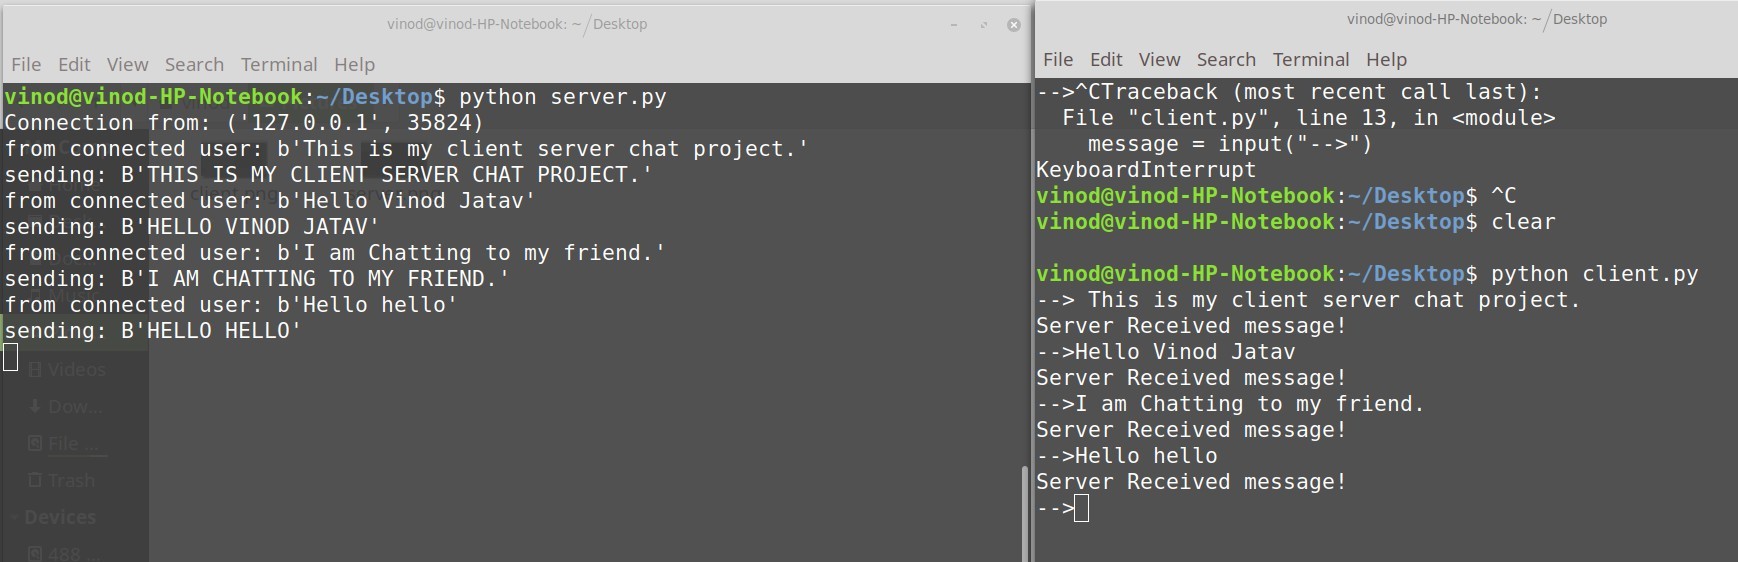 vinod@vinod-HP-Notebook: ~/Desktop
File Edit View Search Terminal Help
vinod@vinod-HP-Notebook:~/Desktop$ python server.py
Connection from: ('127.0.0.1', 35824)
from connected user: b'This is my client server chat project.'
sending: B'THIS IS MY CLIENT SERVER CHAT PROJECT.'
from connected user: b'Hello Vinod Jatav'
sending: B'HELLO VINOD JATAV'
from connected user: b'I am Chatting to my friend.'
sending: B'I AM CHATTING TO MY FRIEND.'
from connected user: b'Hello hello'
sending: B'HELLO HELLO'
Videos
Dow...
File ...
Trash
Devices
488 ...
vinod@vinod-HP-Notebook: ~/Desktop
File Edit View Search Terminal Help
-->^CTraceback (most recent call last):
  File "client.py", line 13, in <module>
    message = input("-->")
KeyboardInterrupt
vinod@vinod-HP-Notebook:~/Desktop$ ^C
vinod@vinod-HP-Notebook:~/Desktop$ clear
vinod@vinod-HP-Notebook:~/Desktop$ python client.py
--> This is my client server chat project.
Server Received message!
-->Hello Vinod Jatav
Server Received message!
-->I am Chatting to my friend.
Server Received message!
-->Hello hello
Server Received message!
-->